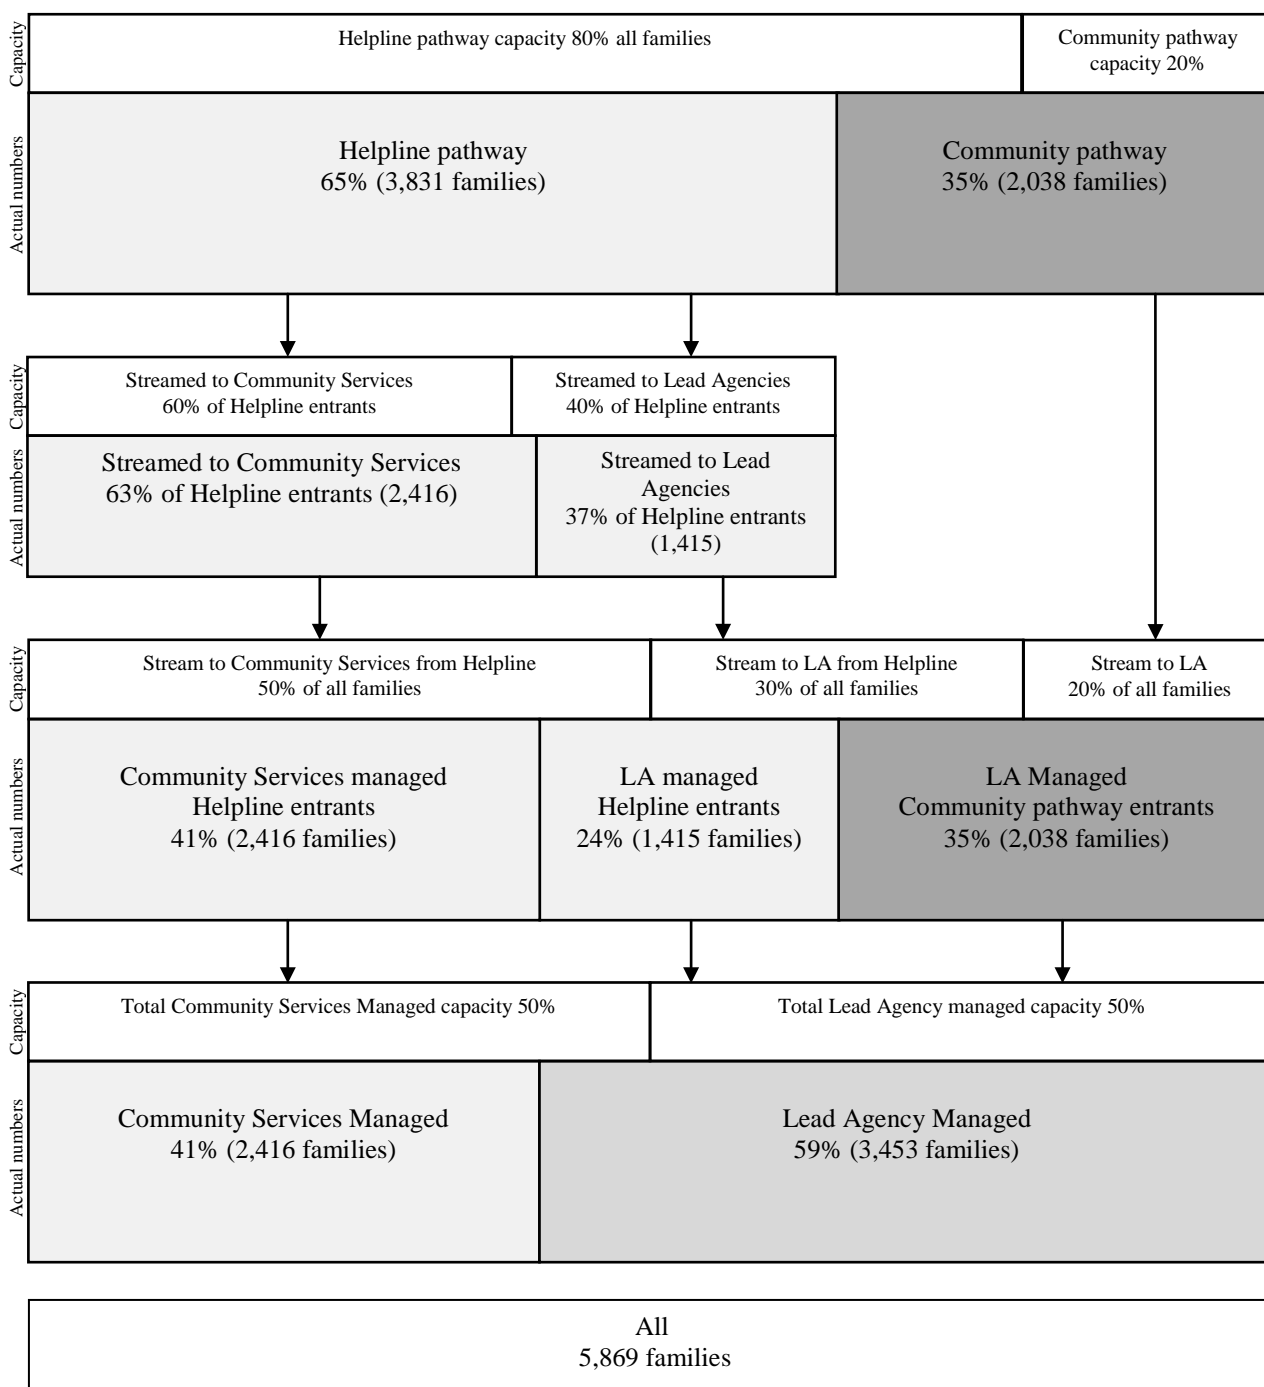 Capacity
Helpline pathway capacity 80% all families
Community pathway
capacity 20%
Actual numbers
Helpline pathway
65% (3,831 families)
Community pathway
35% (2,038 families)
Capacity
Streamed to Community Services
60% of Helpline entrants
Streamed to Lead Agencies
40% of Helpline entrants
Actual numbers
Streamed to Community Services
63% of Helpline entrants (2,416)
Streamed to Lead
Agencies
37% of Helpline entrants
(1,415)
Capacity
Stream to Community Services from Helpline
50% of all families
Stream to LA from Helpline
30% of all families
Stream to LA
20% of all families
Actual numbers
Community Services managed
Helpline entrants
41% (2,416 families)
LA managed
Helpline entrants
24% (1,415 families)
LA Managed
Community pathway entrants
35% (2,038 families)
Capacity
Total Community Services Managed capacity 50%
Total Lead Agency managed capacity 50%
Actual numbers
Community Services Managed
41% (2,416 families)
Lead Agency Managed
59% (3,453 families)
All
5,869 families